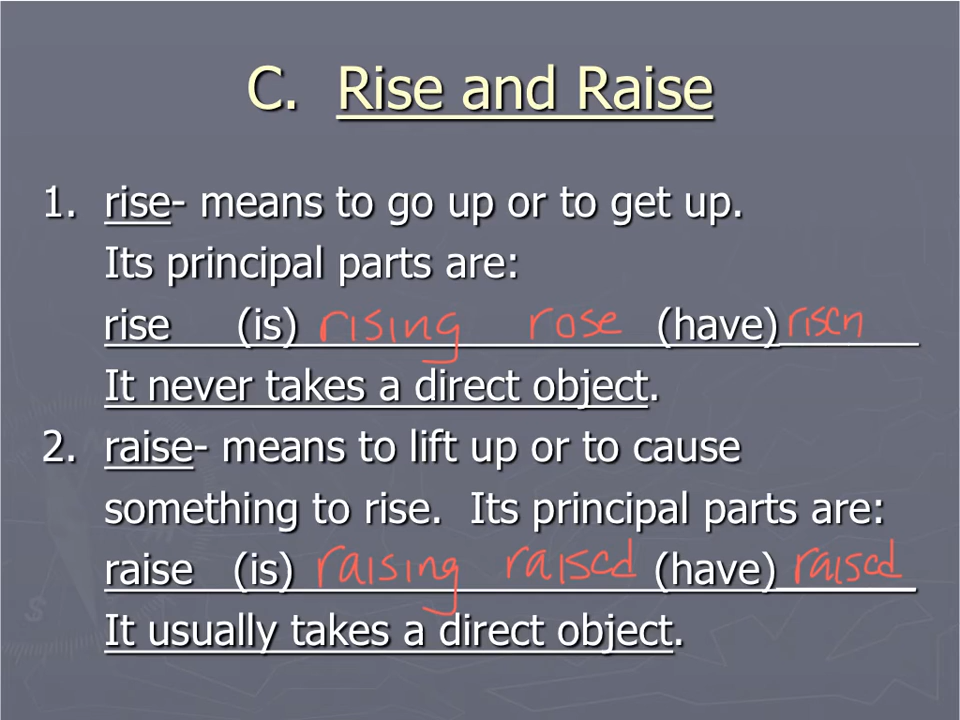 C. Rise and Raise
1. rise- means to go up or to get up.
Its principal parts are:
rise (is) rising rose (have) risen
It never takes a direct object.
2. raise- means to lift up or to cause
something to rise. Its principal parts are:
raise (is) raising raised (have) raised
It usually takes a direct object.